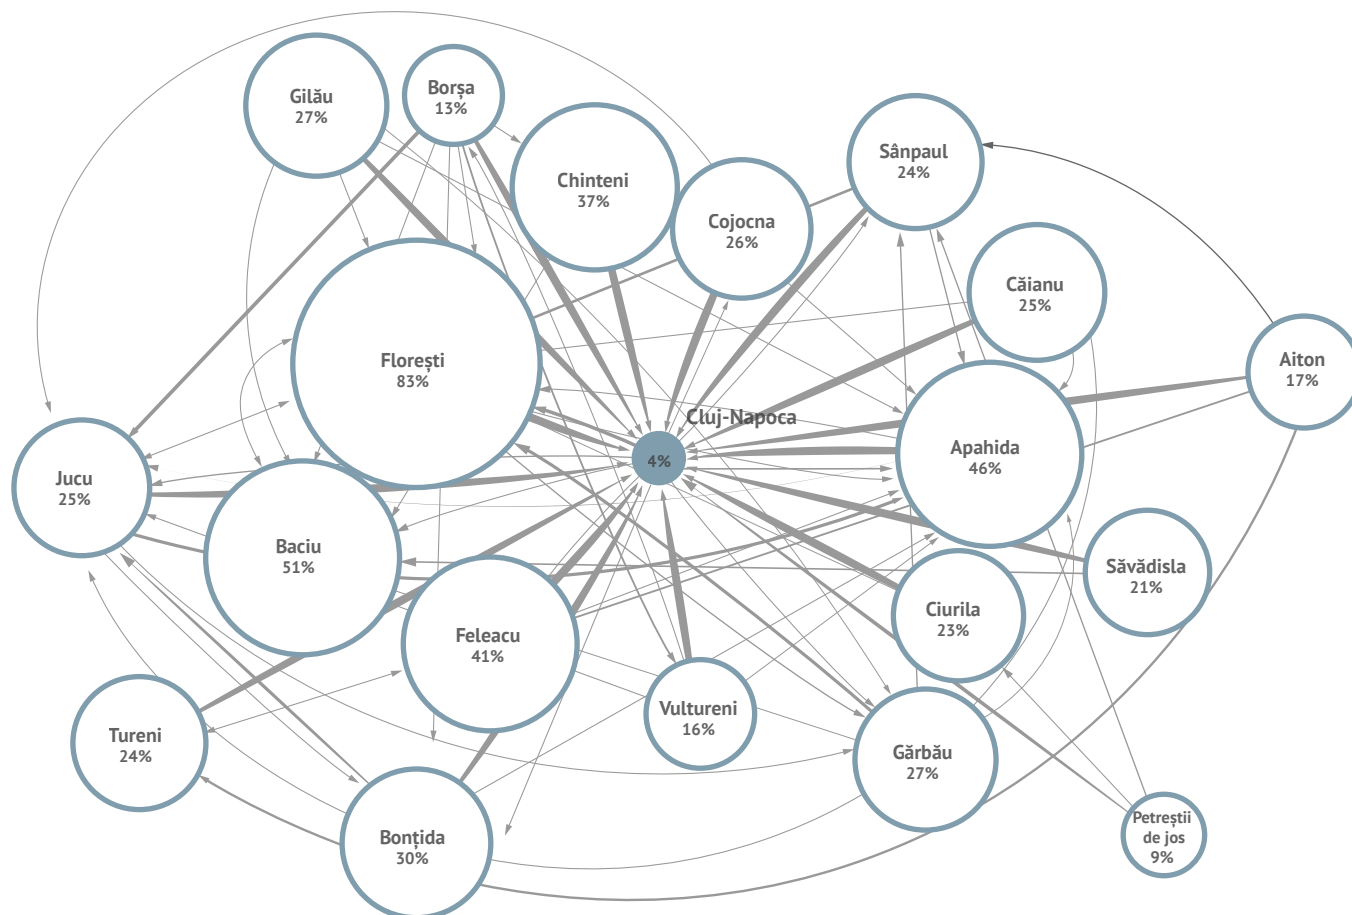 Gilău
27%
Borșa
13%
Chinteni
37%
Cojocna
26%
Sânpaul
24%
Căianu
25%
Aiton
17%
Florești
83%
Cluj-Napoca
4%
Apahida
46%
Jucu
25%
Baciu
51%
Feleacu
41%
Săvădisla
21%
Ciurila
23%
Vultureni
16%
Tureni
24%
Gărbău
27%
Bonțida
30%
Petreștii
de jos
9%